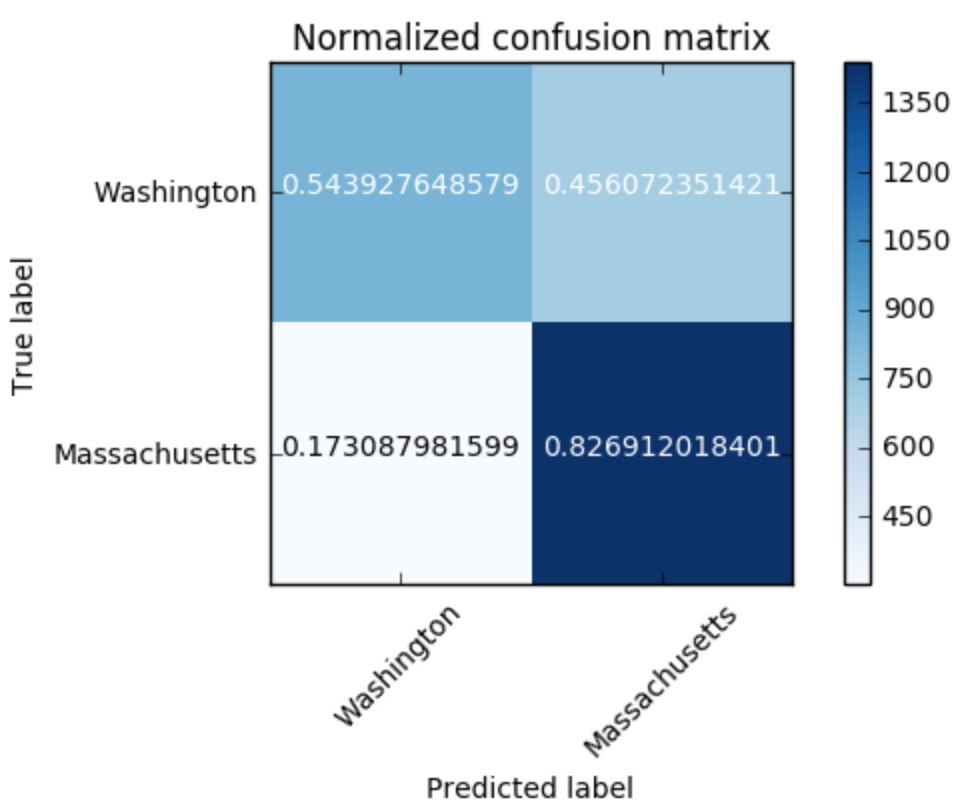 Normalized confusion matrix
Washington
0.543927648579 0.456072351421
Massachusetts
0.173087981599 0.826912018401
True label
Washington
Massachusetts
Predicted label
1350
1200
1050
900
750
600
450